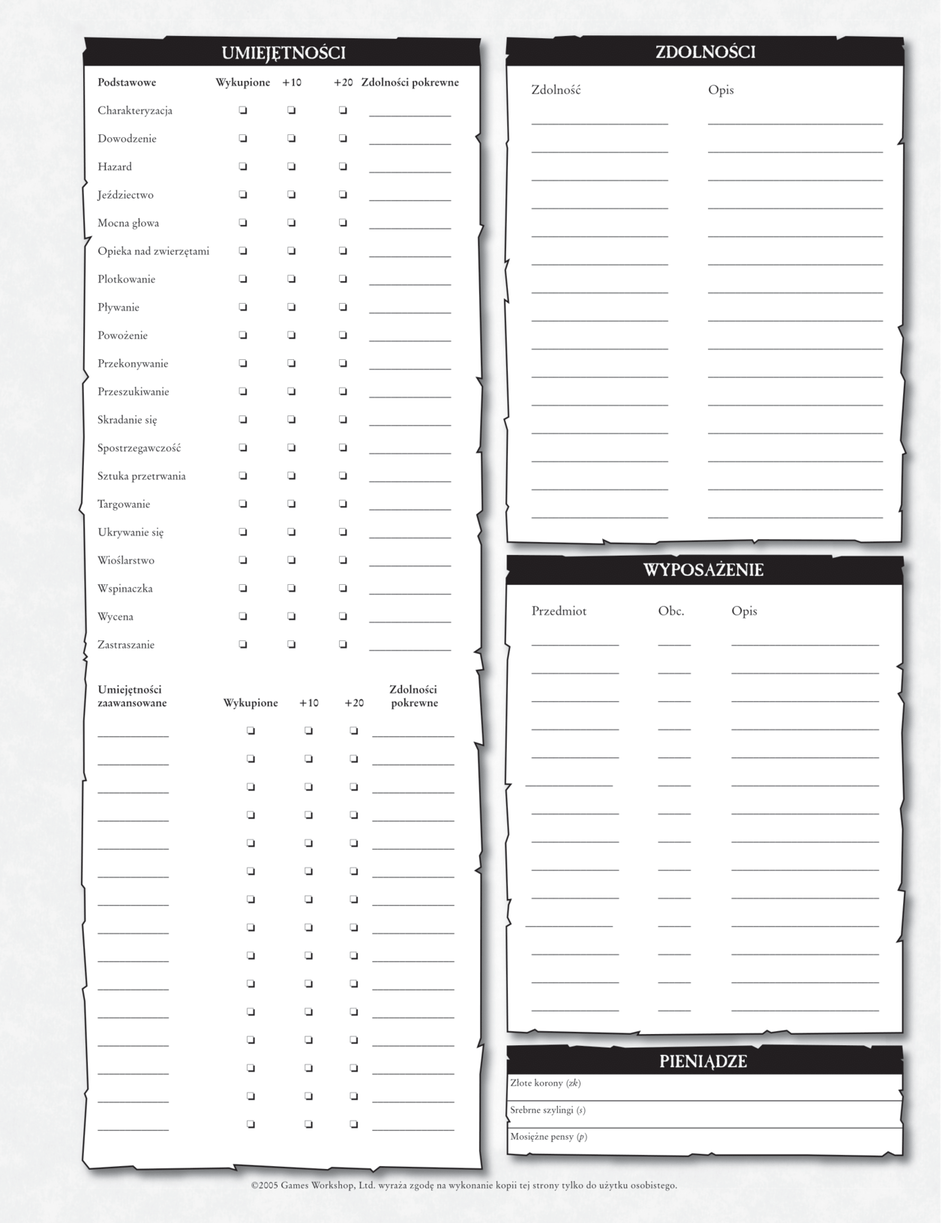 UMIEJĘTNOŚCI
Podstawowe Wykupione +10 +20 Zdolności pokrewne
Charakteryzacja
Dowodzenie
Hazard
Jeździectwo
Mocna głowa
Opieka nad zwierzętami
Plotkowanie
Pływanie
Powożenie
Przekonywanie
Przeszukiwanie
Skradanie się
Spostrzegawczość
Sztuka przetrwania
Targowanie
Ukrywanie się
Wioślarstwo
Wspinaczka
Wycena
Zastraszanie
Umiejętności
zaawansowane Wykupione +10 +20 Zdolności
pokrewne
ZDOLNOŚCI
Zdolność Opis
WYPOSAŻENIE
Przedmiot Obc. Opis
PIENIĄDZE
Złote korony (zk)
Srebrne szylingi (s)
Mosiężne pensy (p)
©2005 Games Workshop, Ltd. wyraża zgodę na wykonanie kopii tej strony tylko do użytku osobistego.